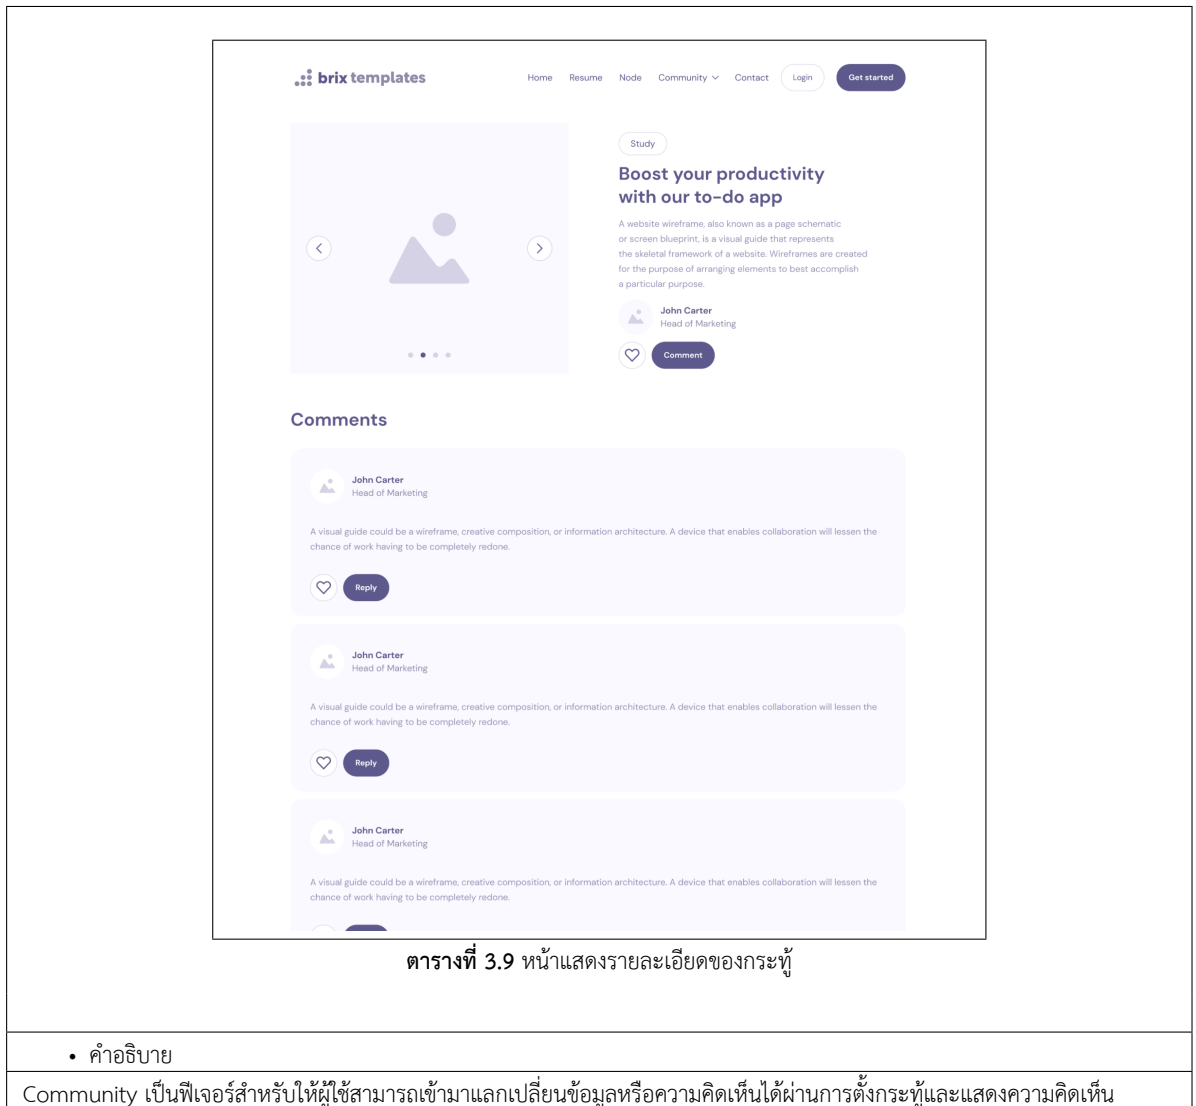 brix templates
Home Resume Node Community Contact Login Get started
Study
Boost your productivity
with our to-do app
A website wireframe, also known as a page schematic
or screen blueprint, is a visual guide that represents
the skeletal framework of a website. Wireframes are created
for the purpose of arranging elements to best accomplish
a particular purpose.
John Carter
Head of Marketing
Comment
Comments
John Carter
Head of Marketing
A visual guide could be a wireframe, creative composition, or information architecture. A device that enables collaboration will lessen the
chance of work having to be completely redone.
Reply
John Carter
Head of Marketing
A visual guide could be a wireframe, creative composition, or information architecture. A device that enables collaboration will lessen the
chance of work having to be completely redone.
Reply
John Carter
Head of Marketing
A visual guide could be a wireframe, creative composition, or information architecture. A device that enables collaboration will lessen the
chance of work having to be completely redone.
ตารางที่ 3.9 หน้าแสดงรายละเอียดของกระทู้
• คำอธิบาย
Community เป็นฟีเจอร์สำหรับให้ผู้ใช้สามารถเข้ามาแลกเปลี่ยนข้อมูลหรือความคิดเห็นได้ผ่านการตั้งกระทู้และแสดงความคิดเห็น